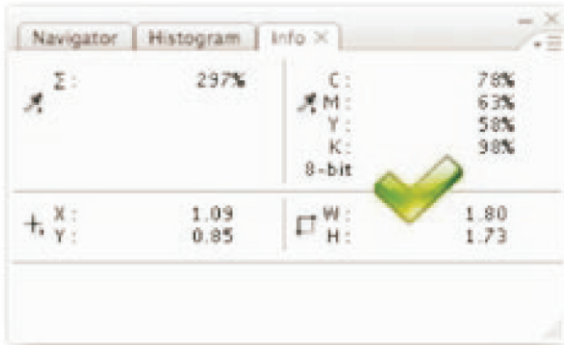 Navigator Histogram Info ×
Σ: 297% C: 78%
M: 63%
Y: 58%
K: 98%
8-bit
X: 1.09 W: 1.80
Y: 0.85 H: 1.73